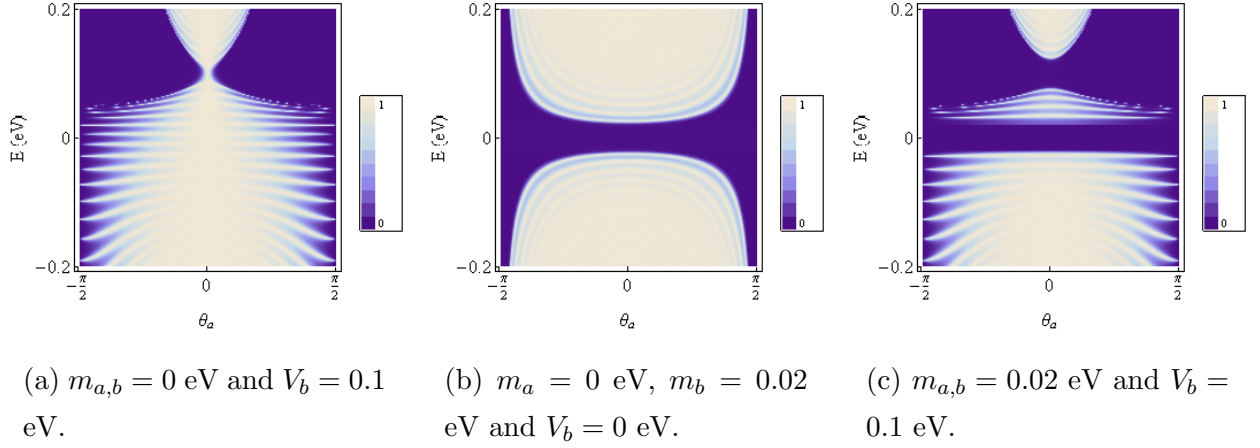 0.2
E (eV)
0
−0.2
−π/2
0
π/2
θa
1
0
0.2
E (eV)
0
−0.2
−π/2
0
π/2
θa
1
0
0.2
E (eV)
0
−0.2
−π/2
0
π/2
θa
1
0
(a) m_{a,b} = 0 eV and V_b = 0.1
eV.
(b) m_a = 0 eV, m_b = 0.02
eV and V_b = 0 eV.
(c) m_{a,b} = 0.02 eV and V_b =
0.1 eV.